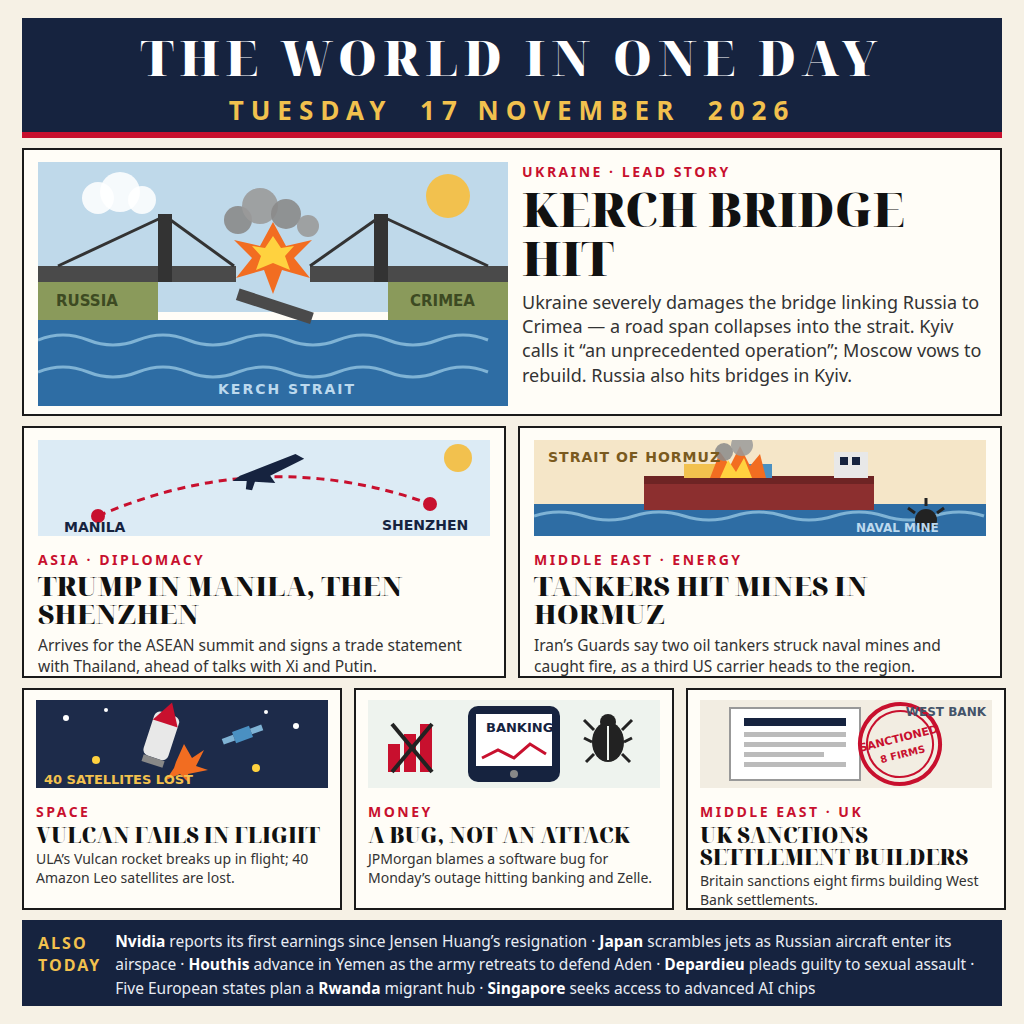 THE WORLD IN ONE DAY
TUESDAY 17 NOVEMBER 2026
RUSSIA
CRIMEA
KERCH STRAIT
UKRAINE · LEAD STORY
KERCH BRIDGE
HIT
Ukraine severely damages the bridge linking Russia to
Crimea — a road span collapses into the strait. Kyiv
calls it “an unprecedented operation”; Moscow vows to
rebuild. Russia also hits bridges in Kyiv.
MANILA
SHENZHEN
ASIA · DIPLOMACY
TRUMP IN MANILA, THEN
SHENZHEN
Arrives for the ASEAN summit and signs a trade statement
with Thailand, ahead of talks with Xi and Putin.
STRAIT OF HORMUZ
NAVAL MINE
MIDDLE EAST · ENERGY
TANKERS HIT MINES IN
HORMUZ
Iran’s Guards say two oil tankers struck naval mines and
caught fire, as a third US carrier heads to the region.
40 SATELLITES LOST
SPACE
VULCAN FAILS IN FLIGHT
ULA’s Vulcan rocket breaks up in flight; 40
Amazon Leo satellites are lost.
BANKING
MONEY
A BUG, NOT AN ATTACK
JPMorgan blames a software bug for
Monday’s outage hitting banking and Zelle.
WEST BANK
SANCTIONED
8 FIRMS
MIDDLE EAST · UK
UK SANCTIONS
SETTLEMENT BUILDERS
Britain sanctions eight firms building West
Bank settlements.
ALSO
TODAY
Nvidia reports its first earnings since Jensen Huang’s resignation · Japan scrambles jets as Russian aircraft enter its
airspace · Houthis advance in Yemen as the army retreats to defend Aden · Depardieu pleads guilty to sexual assault ·
Five European states plan a Rwanda migrant hub · Singapore seeks access to advanced AI chips